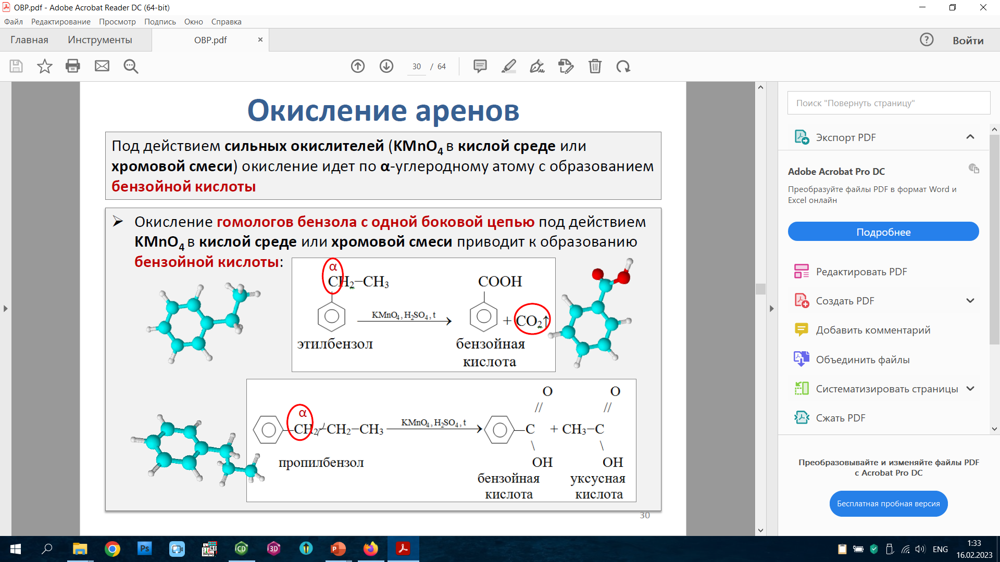 OBP.pdf - Adobe Acrobat Reader DC (64-bit)
Файл Редактирование Просмотр Подпись Окно Справка
Главная Инструменты OBP.pdf × Войти
30 / 64
Окисление аренов
Под действием сильных окислителей (KMnO4 в кислой среде или
хромовой смеси) окисление идет по α-углеродному атому с образованием
бензойной кислоты
➢ Окисление гомологов бензола с одной боковой цепью под действием
KMnO4 в кислой среде или хромовой смеси приводит к образованию
бензойной кислоты:
α
CH2−CH3 COOH
KMnO4, H2SO4, t
+ CO2↑
этилбензол бензойная
кислота
O O
// //
α
CH2−CH2−CH3 KMnO4, H2SO4, t C + CH3−C
\ \
пропилбензол OH OH
бензойная уксусная
кислота кислота
30
Поиск "Повернуть страницу"
Экспорт PDF
Adobe Acrobat Pro DC
Преобразуйте файлы PDF в формат Word и
Excel онлайн
Подробнее
Редактировать PDF
Создать PDF
Добавить комментарий
Объединить файлы
Систематизировать страницы
Сжать PDF
Преобразовывайте и изменяйте файлы PDF
с Acrobat Pro DC
Бесплатная пробная версия
Ps CD 3D P
ENG
1:33
16.02.2023